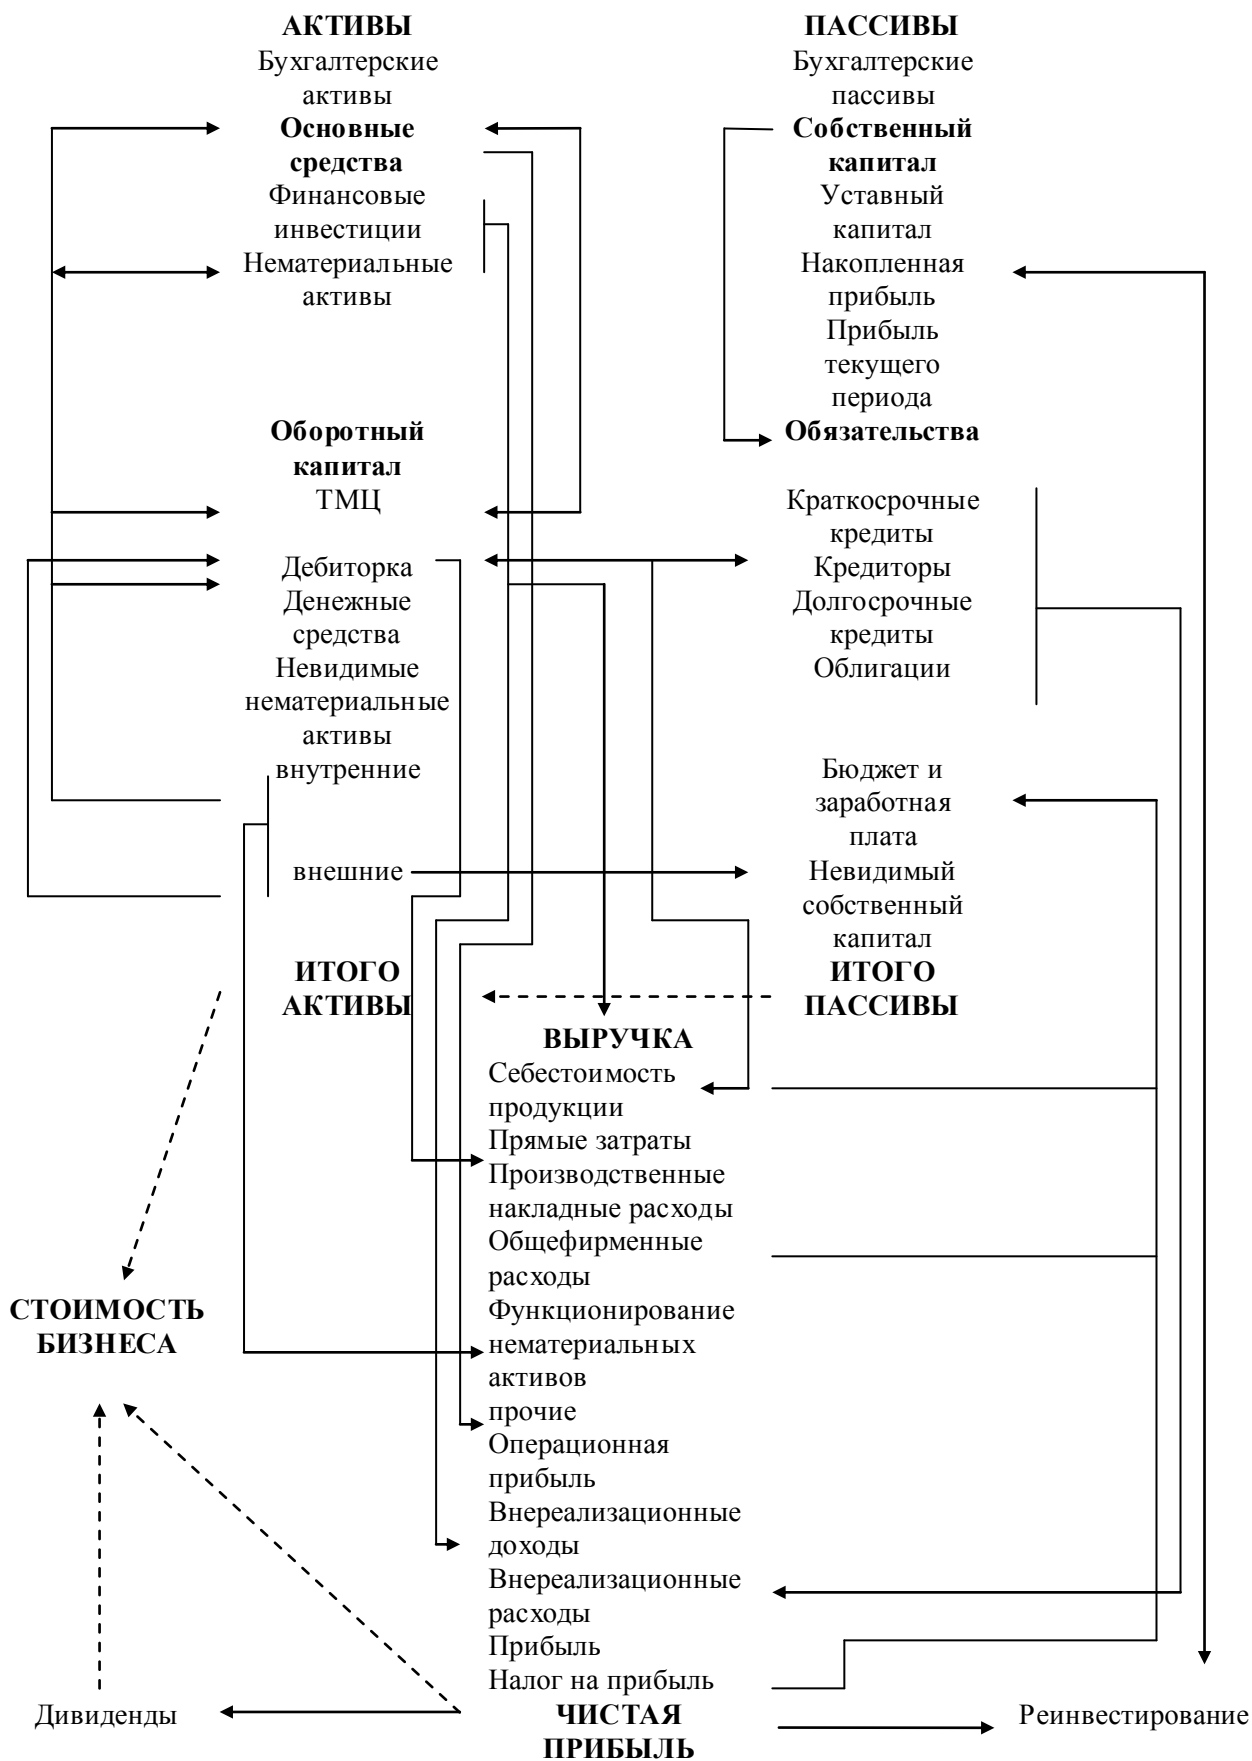 АКТИВЫ
Бухгалтерские
активы
Основные
средства
Финансовые
инвестиции
Нематериальные
активы
Оборотный
капитал
ТМЦ
Дебиторка
Денежные
средства
Невидимые
нематериальные
активы
внутренние
внешние
ИТОГО
АКТИВЫ
ПАССИВЫ
Бухгалтерские
пассивы
Собственный
капитал
Уставный
капитал
Накопленная
прибыль
Прибыль
текущего
периода
Обязательства
Краткосрочные
кредиты
Кредиторы
Долгосрочные
кредиты
Облигации
Бюджет и
заработная
плата
Невидимый
собственный
капитал
ИТОГО
ПАССИВЫ
ВЫРУЧКА
Себестоимость
продукции
Прямые затраты
Производственные
накладные расходы
Общефирменные
расходы
Функционирование
нематериальных
активов
прочие
Операционная
прибыль
Внереализационные
доходы
Внереализационные
расходы
Прибыль
Налог на прибыль
ЧИСТАЯ
ПРИБЫЛЬ
СТОИМОСТЬ
БИЗНЕСА
Дивиденды
Реинвестирование